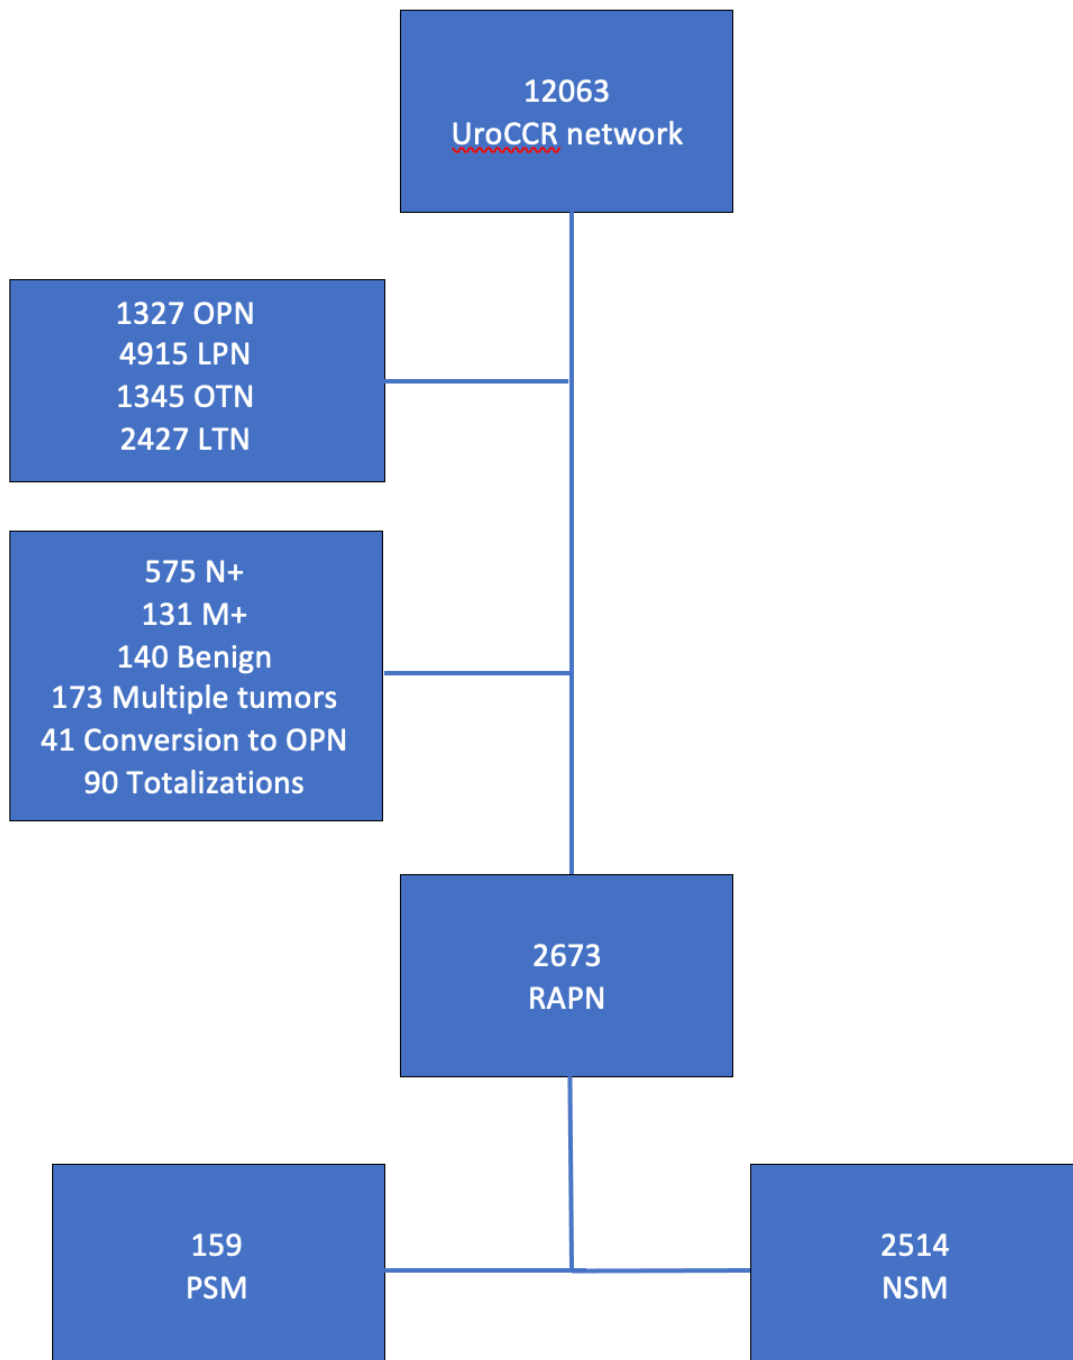 12063
UroCCR network
1327 OPN
4915 LPN
1345 OTN
2427 LTN
575 N+
131 M+
140 Benign
173 Multiple tumors
41 Conversion to OPN
90 Totalizations
2673
RAPN
159
PSM
2514
NSM